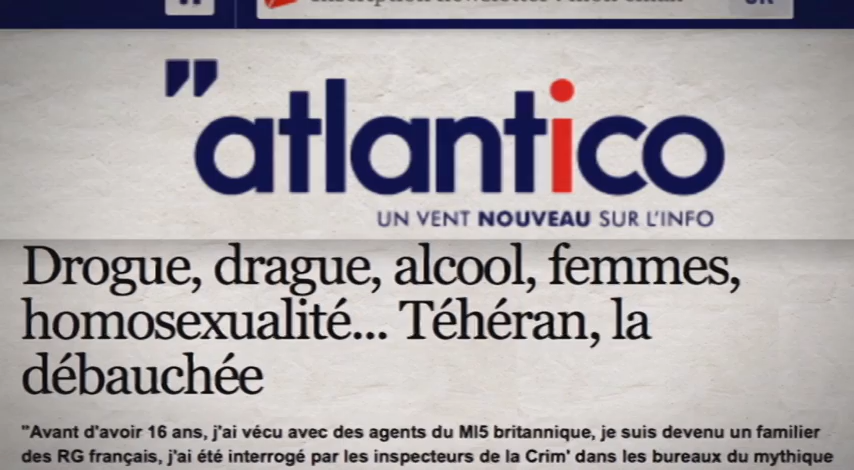 "atlantico
UN VENT NOUVEAU SUR L'INFO
Drogue, drague, alcool, femmes,
homosexualité... Téhéran, la
débauchée
"Avant d'avoir 16 ans, j'ai vécu avec des agents du MI5 britannique, je suis devenu un familier
des RG français, j'ai été interrogé par les inspecteurs de la Crim' dans les bureaux du mythique